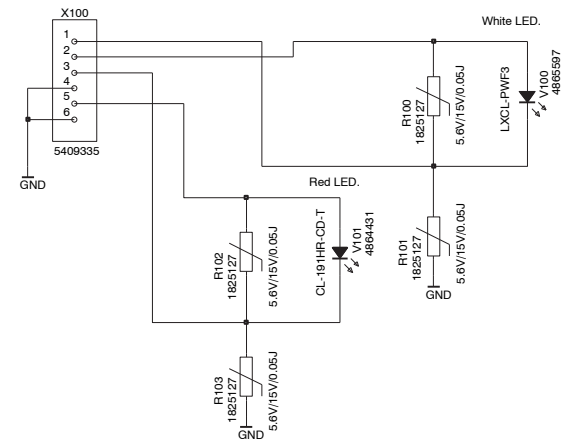 X100
1
2
3
4
5
6
5409335
GND
White LED.
R100
1825127
5.6V/15V/0.05J
LXCL-PWF3
V100
4865597
R101
1825127
5.6V/15V/0.05J
GND
Red LED.
R102
1825127
5.6V/15V/0.05J
CL-191HR-CD-T
V101
4864431
R103
1825127
5.6V/15V/0.05J
GND